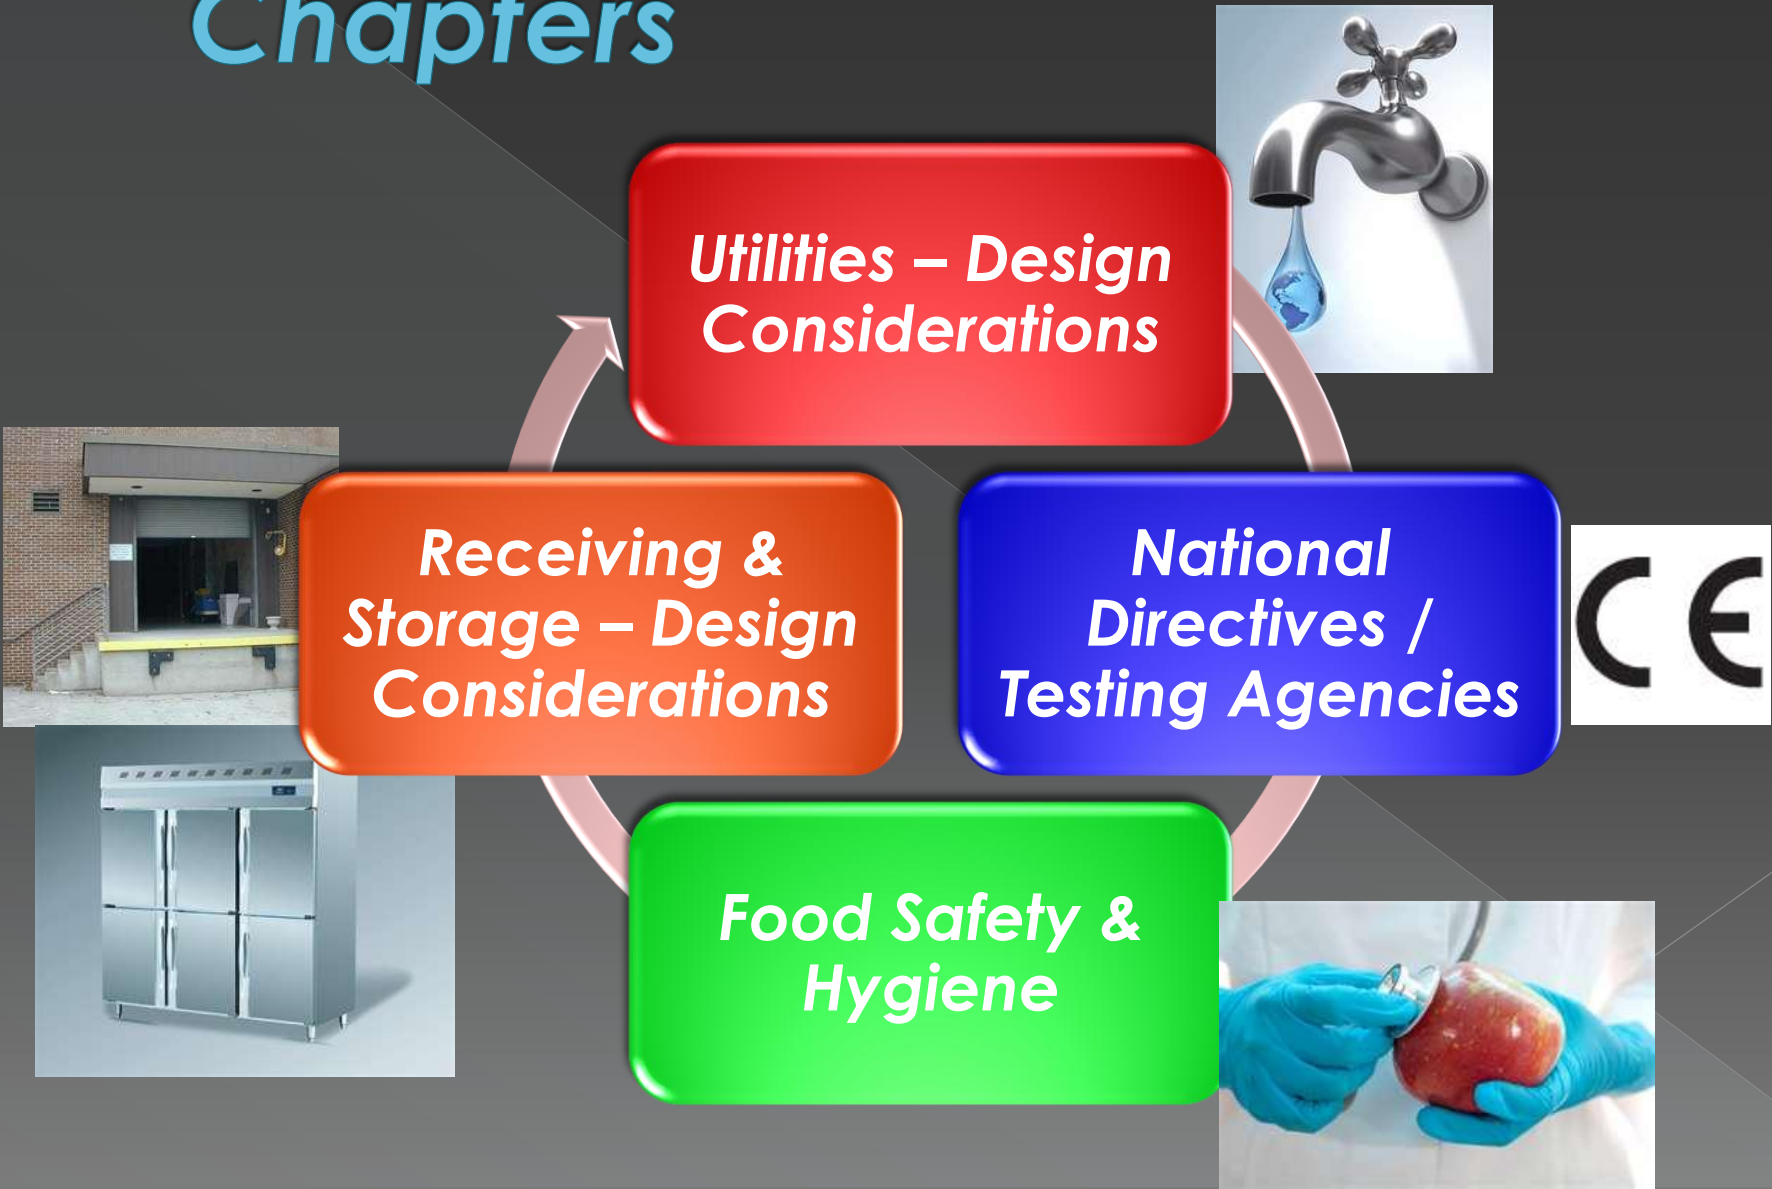 Chapters
Utilities – Design
Considerations
Receiving &
Storage – Design
Considerations
National
Directives /
Testing Agencies
CE
Food Safety &
Hygiene